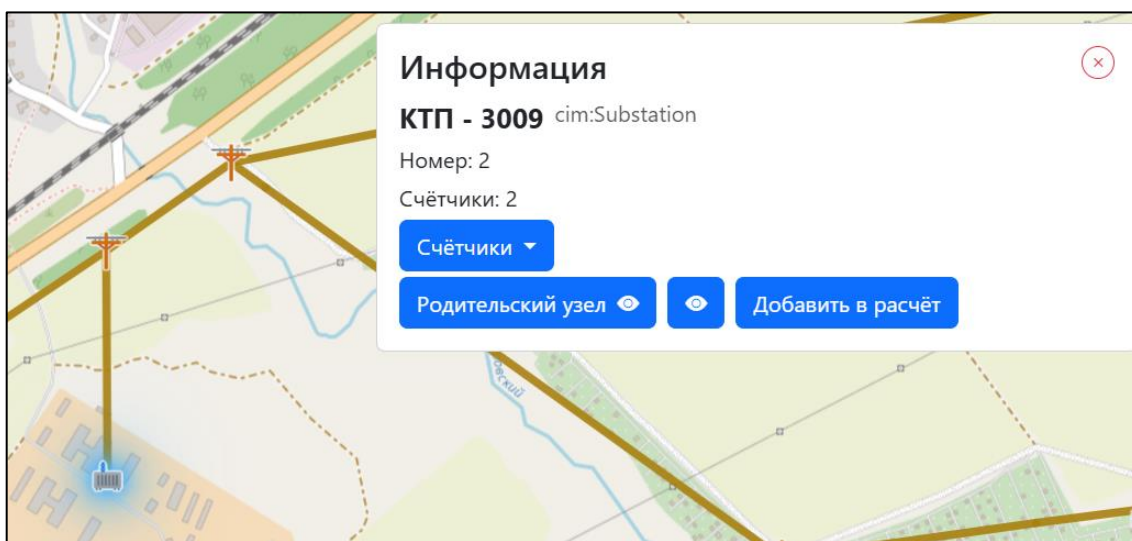 Информация
КТП - 3009 cim:Substation
Номер: 2
Счётчики: 2
Счётчики
Родительский узел
Добавить в расчёт